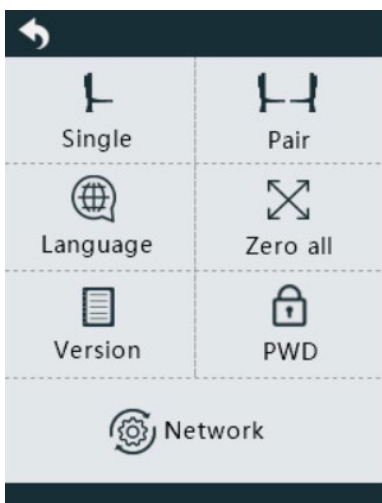 Single
Pair
Language
Zero all
Version
PWD
Network